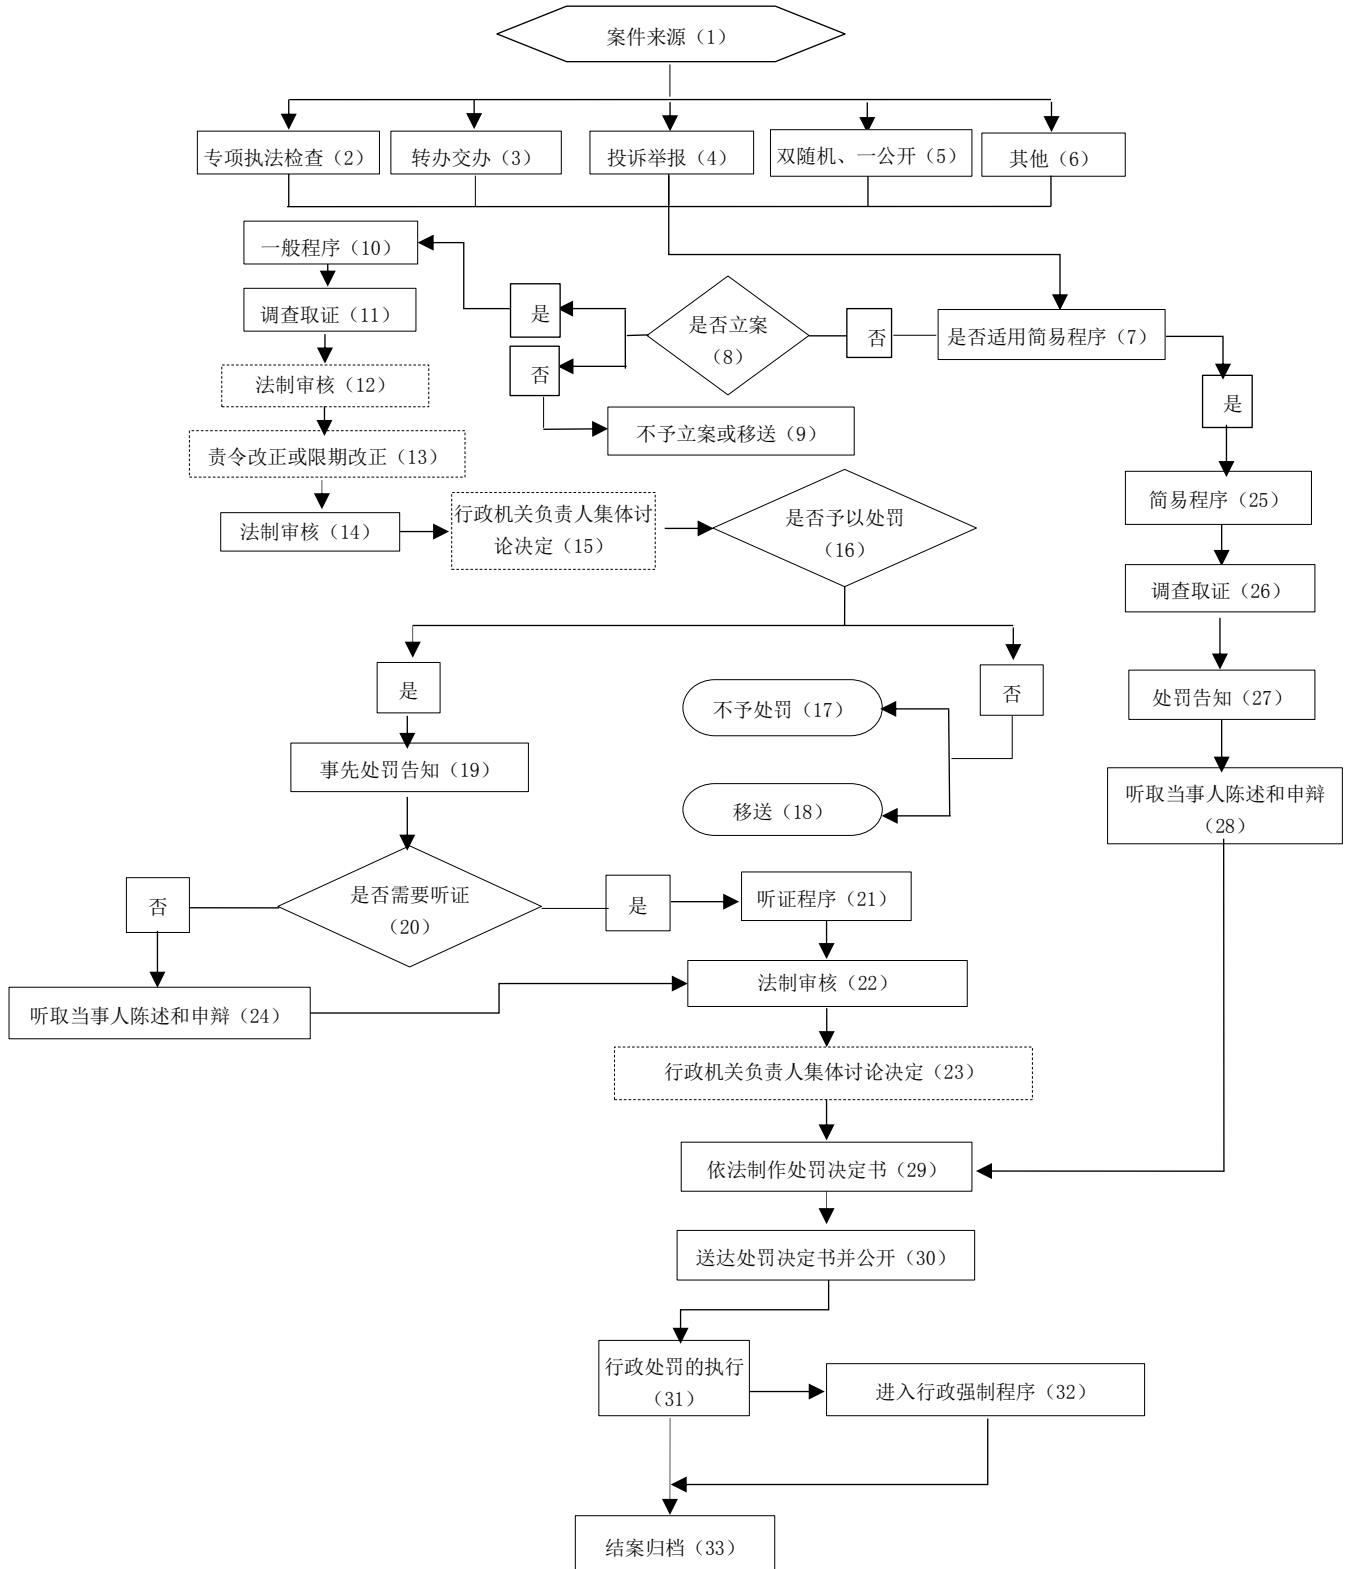 案件来源（1）
专项执法检查（2）
转办交办（3）
投诉举报（4）
双随机、一公开（5）
其他（6）
一般程序（10）
调查取证（11）
是
是否立案
（8）
否
是否适用简易程序（7）
否
是
法制审核（12）
不予立案或移送（9）
责令改正或限期改正（13）
简易程序（25）
法制审核（14）
行政机关负责人集体讨
论决定（15）
是否予以处罚
（16）
调查取证（26）
是
否
不予处罚（17）
处罚告知（27）
事先处罚告知（19）
移送（18）
听取当事人陈述和申辩
（28）
否
是否需要听证
（20）
是
听证程序（21）
法制审核（22）
听取当事人陈述和申辩（24）
行政机关负责人集体讨论决定（23）
依法制作处罚决定书（29）
送达处罚决定书并公开（30）
行政处罚的执行
（31）
进入行政强制程序（32）
结案归档（33）